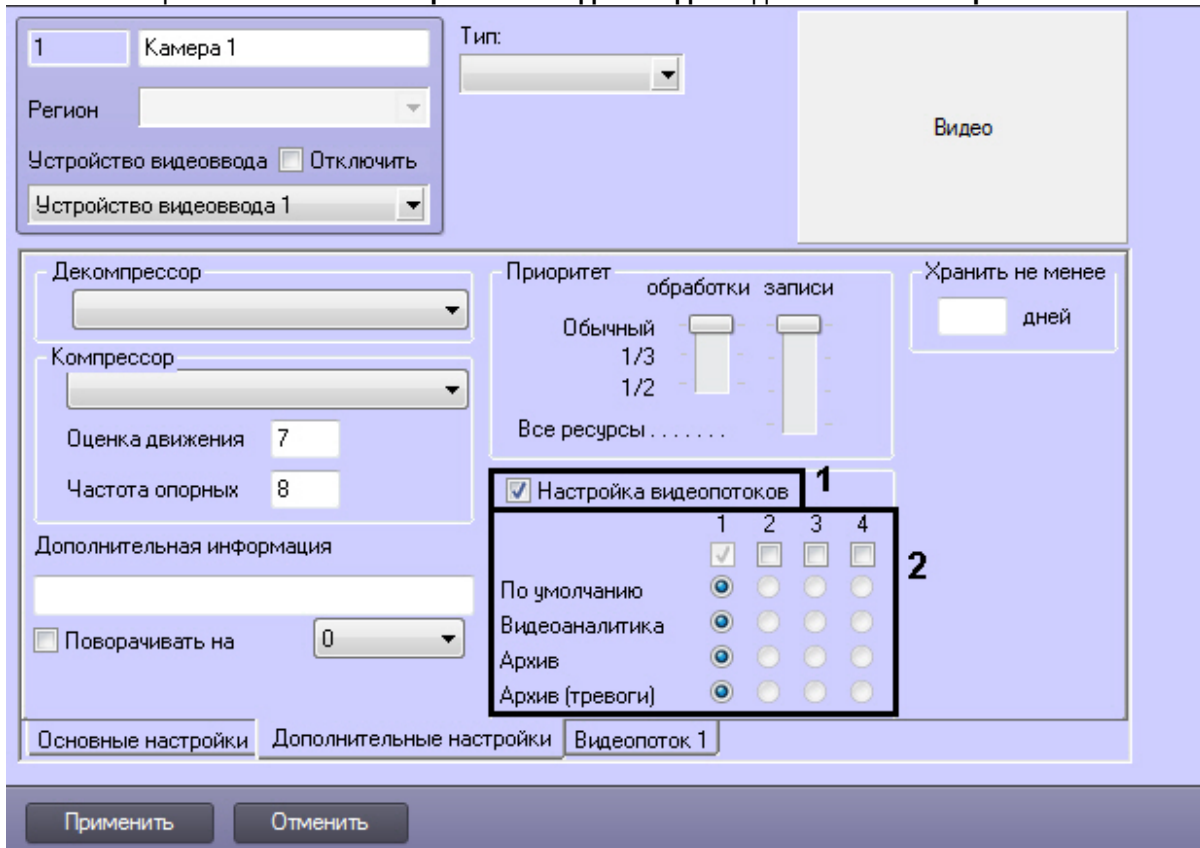 1 Камера 1
Тип:
Регион
Видео
Устройство видеоввода Отключить
Устройство видеоввода 1
Декомпрессор
Компрессор
Оценка движения 7
Частота опорных 8
Дополнительная информация
Поворачивать на 0
Приоритет
обработки записи
Обычный
1/3
1/2
Все ресурсы . . . . . . .
Хранить не менее
дней
Настройка видеопотоков 1
1 2 3 4
2
По умолчанию
Видеоаналитика
Архив
Архив (тревоги)
Основные настройки Дополнительные настройки Видеопоток 1
Применить Отменить